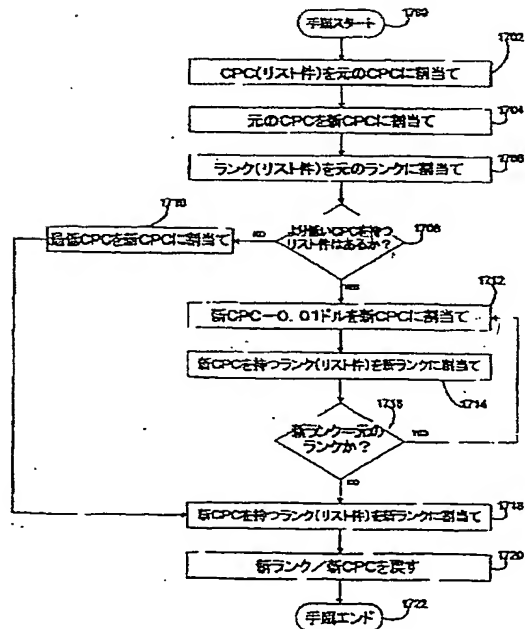 手順スタート
1702
CPC(リスト件)を元のCPCに割当て
1704
元のCPCを新CPCに割当て
ランク(リスト件)を元のランクに割当て
1710
最低CPCを新CPCに割当て
NO
より低いCPCを持つ
リスト件はあるか?
1708
YES
1712
新CPC-0.01ドルを新CPCに割当て
新CPCを持つランク(リスト件)を新ランクに割当て
1714
新ランク=元の
ランクか?
YES
NO
1718
新CPCを持つランク(リスト件)を新ランクに割当て
1720
新ランク/新CPCを戻す
1722
手順エンド